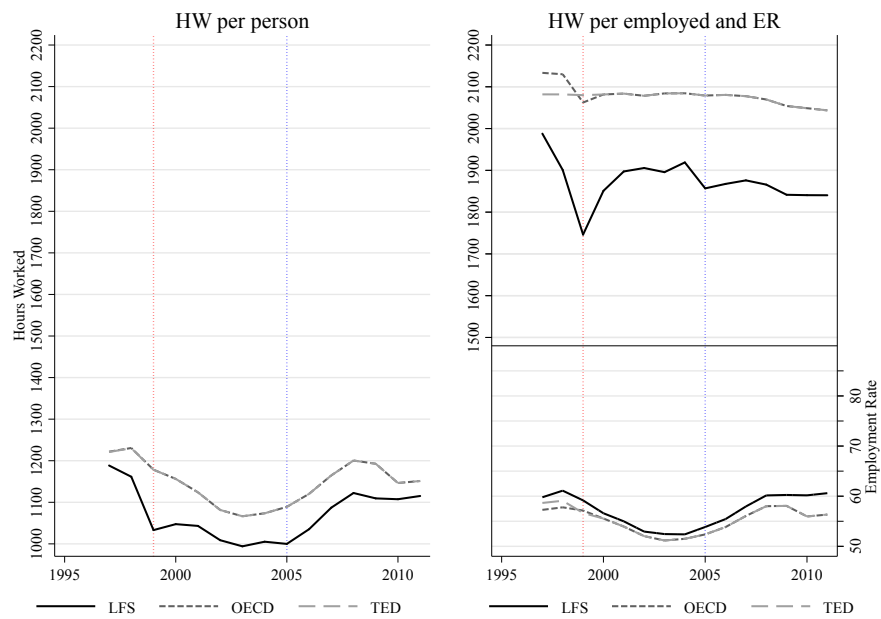 HW per person
HW per employed and ER
Hours Worked
1000 1100 1200 1300 1400 1500 1600 1700 1800 1900 2000 2100 2200
1995 2000 2005 2010
LFS OECD TED
1500 1600 1700 1800 1900 2000 2100 2200
50 60 70 80
Employment Rate
1995 2000 2005 2010
LFS OECD TED